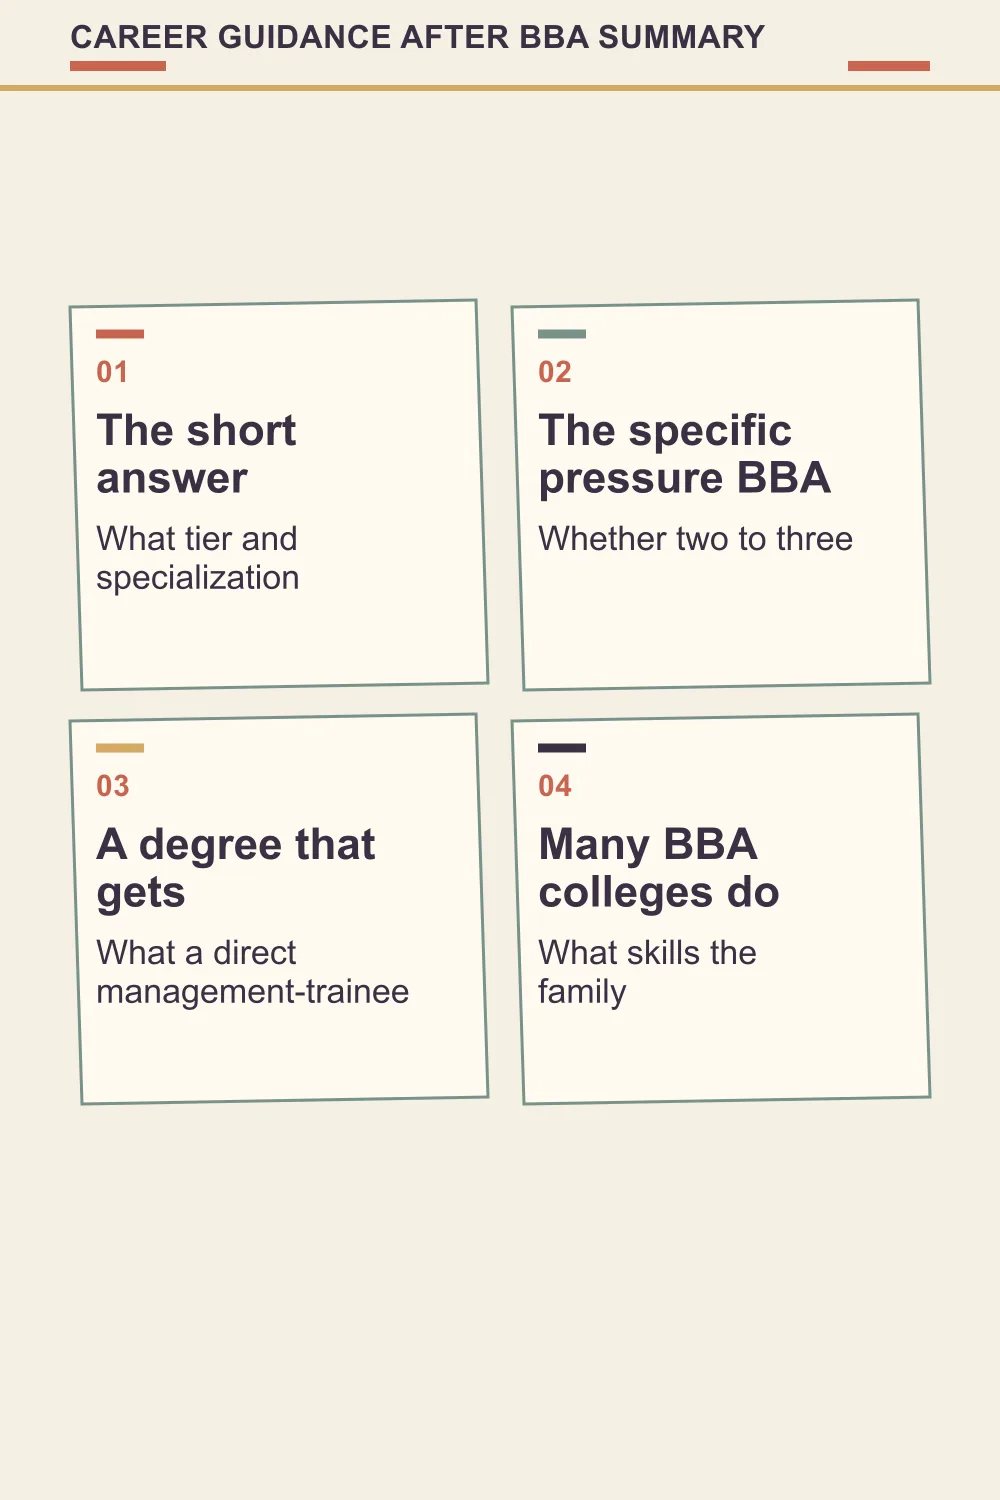 CAREER GUIDANCE AFTER BBA SUMMARY
01
The short
answer
What tier and
specialization
02
The specific
pressure BBA
Whether two to three
03
A degree that
gets
What a direct
management-trainee
04
Many BBA
colleges do
What skills the
family